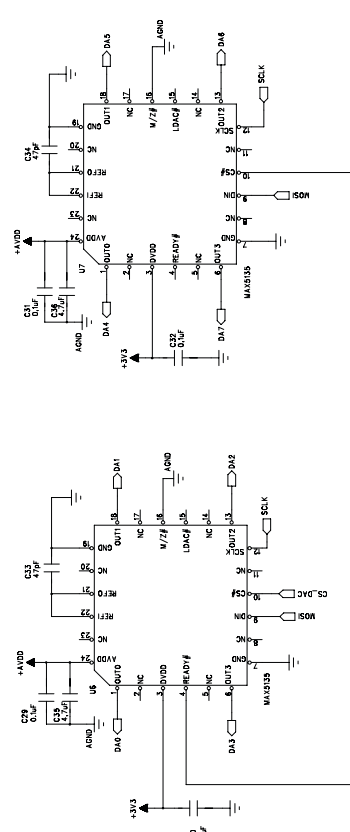 DA5
AGND
DA6
SCLK
18
17
16
15
14
13
OUT1
NC
M/Z#
LDAC#
NC
OUT2
C34
47pF
19
GND
20
NC
21
REFO
22
REFI
23
NC
24
AVDD
SCLK
12
NC
11
CS#
10
DIN
9
MOSI
NC
8
GND
7
+AVDD
U7
OUT0
NC
DVDD
READY#
NC
OUT3
MAX5135
1
2
3
4
5
6
C31
0.1uF
C36
4.7uF
AGND
DA4
DA7
+3V3
C32
0.1uF
DA1
AGND
DA2
SCLK
18
17
16
15
14
13
OUT1
NC
M/Z#
LDAC#
NC
OUT2
C33
47pF
19
GND
20
NC
21
REFO
22
REFI
23
NC
24
AVDD
SCLK
12
NC
11
CS#
10
CS_DAC
DIN
9
MOSI
NC
8
GND
7
+AVDD
U6
OUT0
NC
DVDD
READY#
NC
OUT3
MAX5135
1
2
3
4
5
6
C29
0.1uF
C35
4.7uF
AGND
DA0
DA3
+3V3